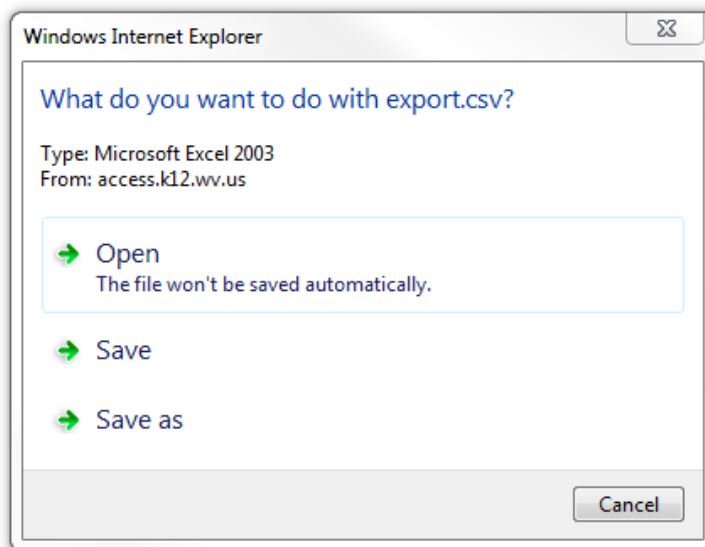 Windows Internet Explorer
What do you want to do with export.csv?
Type: Microsoft Excel 2003
From: access.k12.wv.us
Open
The file won't be saved automatically.
Save
Save as
Cancel